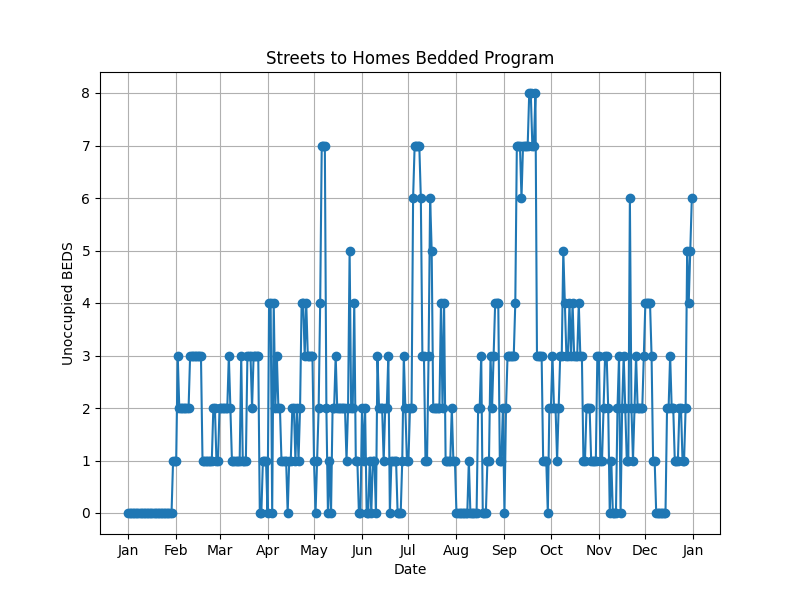 Streets to Homes Bedded Program
8
7
6
5
4
3
2
1
0
Unoccupied BEDS
Jan Feb Mar Apr May Jun Jul Aug Sep Oct Nov Dec Jan
Date